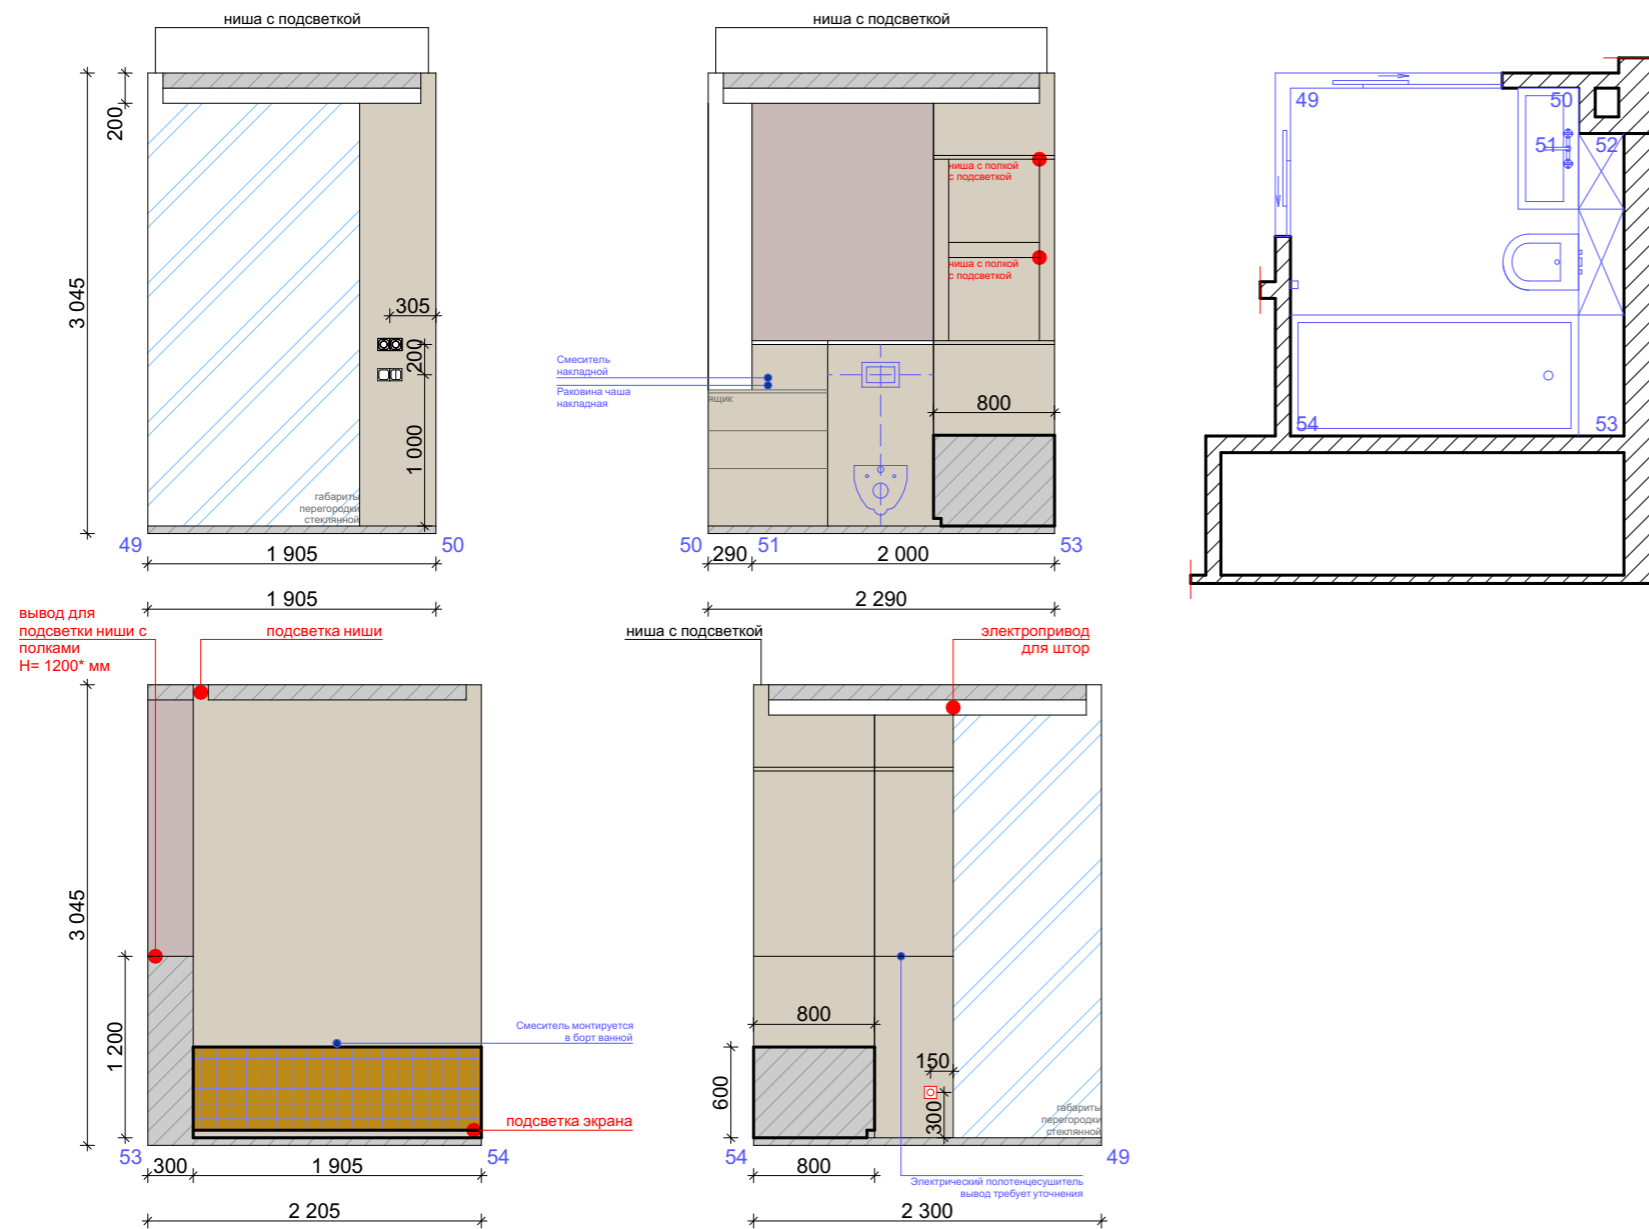 ниша с подсветкой
200
3 045
305
200
1 000
габариты
перегородки
стеклянной
49
50
1 905
1 905
ниша с подсветкой
ниша с полкой
с подсветкой
ниша с полкой
с подсветкой
Смеситель
накладной
Раковина чаша
накладная
ящик
800
50
51
53
290
2 000
2 290
49
50
51
52
54
53
вывод для
подсветки ниши с
полками
H= 1200* мм
подсветка ниши
3 045
1 200
Смеситель монтируется
в борт ванной
подсветка экрана
53
54
300
1 905
2 205
ниша с подсветкой
электропривод
для штор
800
600
150
300
габариты
перегородки
стеклянной
54
49
800
Электрический полотенцесушитель
вывод требует уточнения
2 300